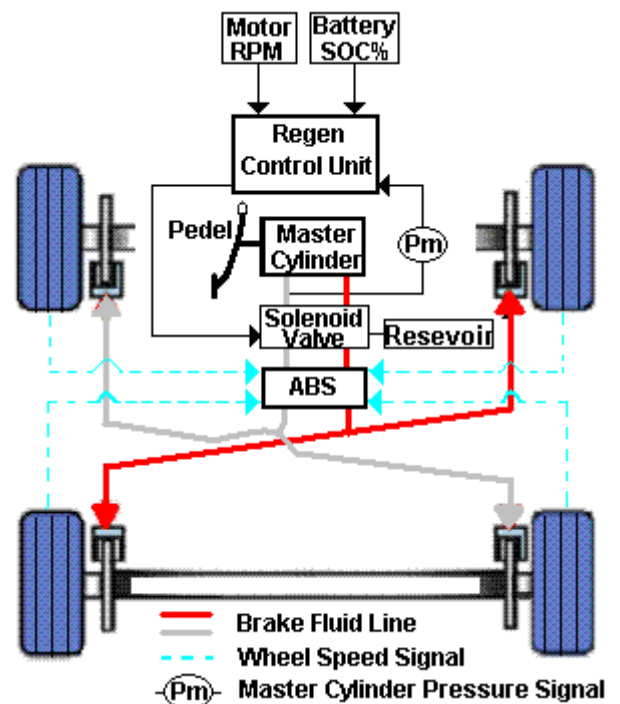 Motor
RPM
Battery
SOC%
Regen
Control Unit
Pedel
Master
Cylinder
Pm
Solenoid
Valve
Resevoir
ABS
Brake Fluid Line
Wheel Speed Signal
Pm
Master Cylinder Pressure Signal